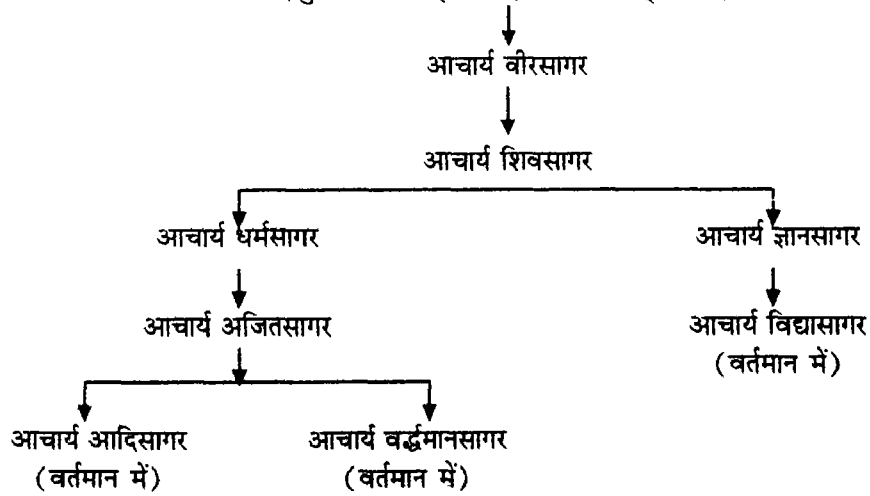 आचार्य वीरसागर
आचार्य शिवसागर
आचार्य धर्मसागर
आचार्य ज्ञानसागर
आचार्य अजितसागर
आचार्य विद्यासागर
(वर्तमान में)
आचार्य आदिसागर
(वर्तमान में)
आचार्य वर्द्धमानसागर
(वर्तमान में)